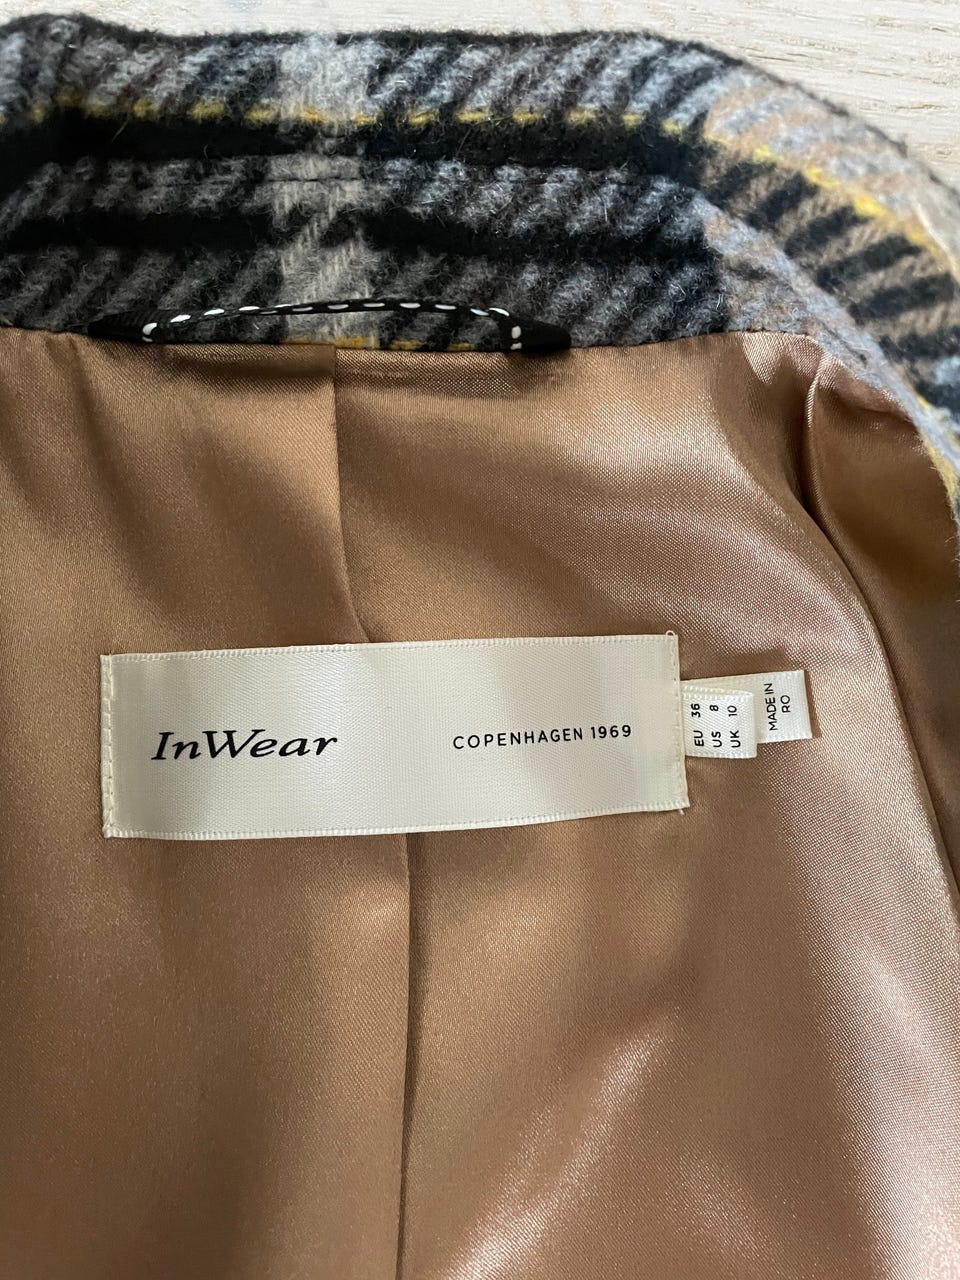 InWear
COPENHAGEN 1969
EU 36
US 8
UK 10
MADE IN
RO